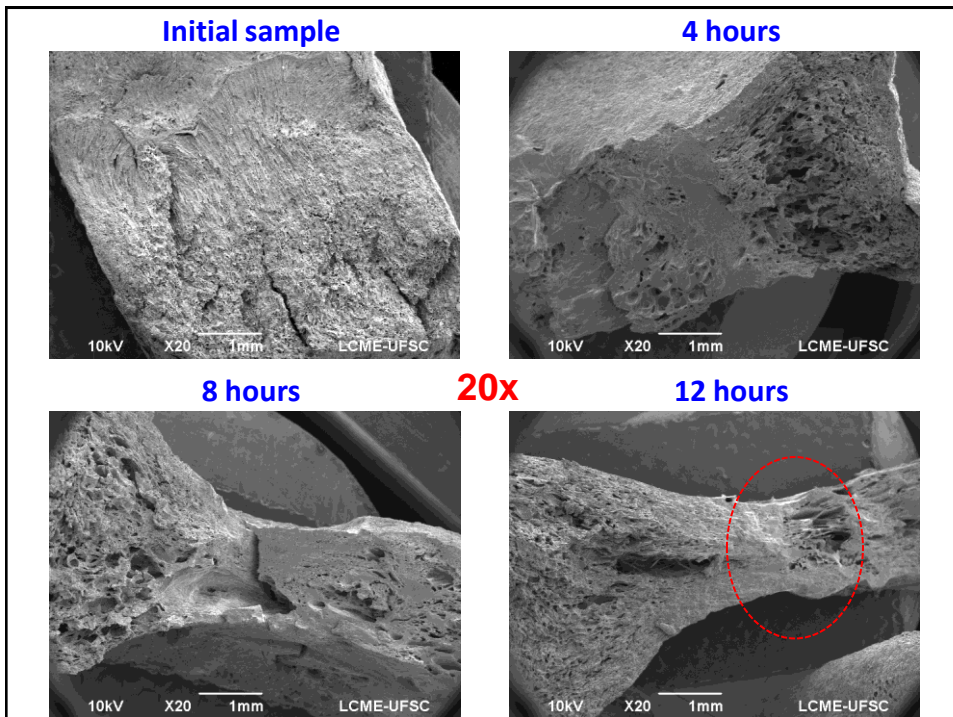 Initial sample
4 hours
10kV X20 1mm LCME-UFSC
10kV X20 1mm LCME-UFSC
8 hours
20x
12 hours
10kV X20 1mm LCME-UFSC
10kV X20 1mm LCME-UFSC